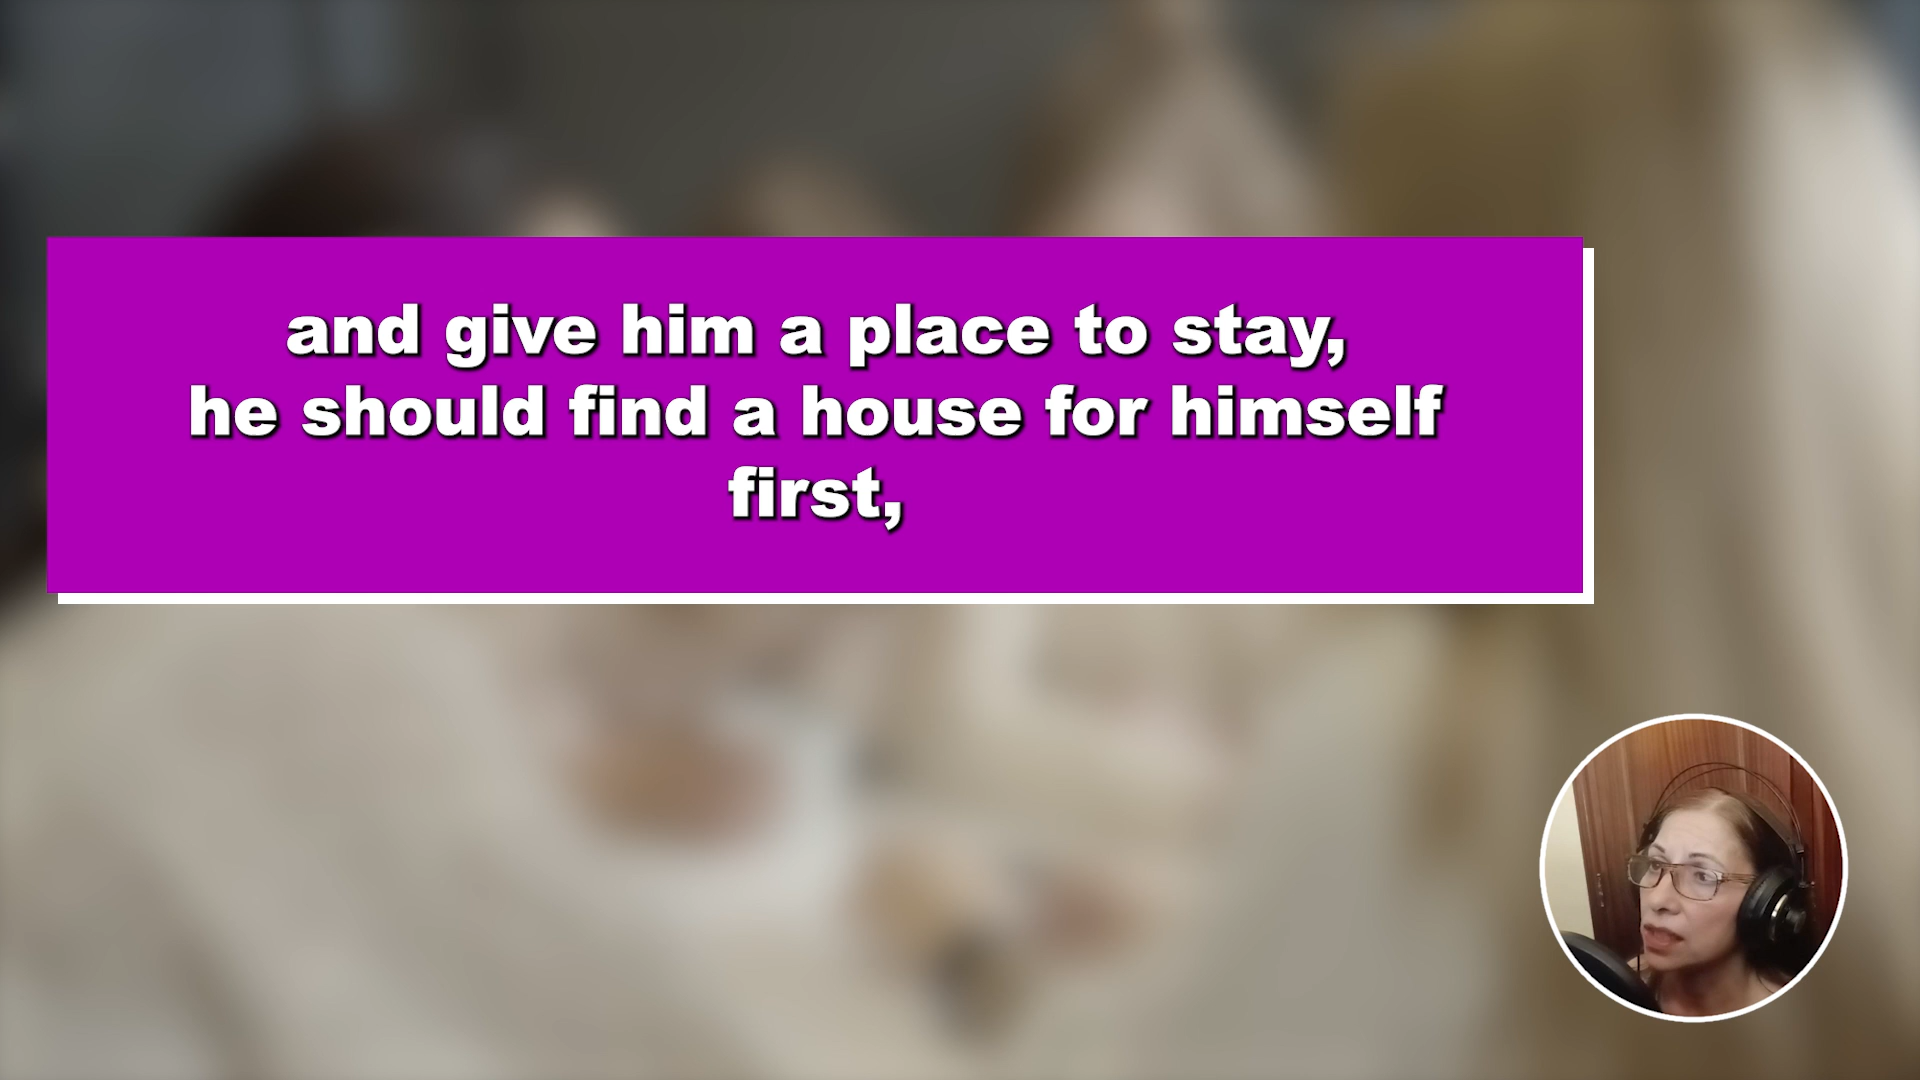 and give him a place to stay,
he should find a house for himself
first,